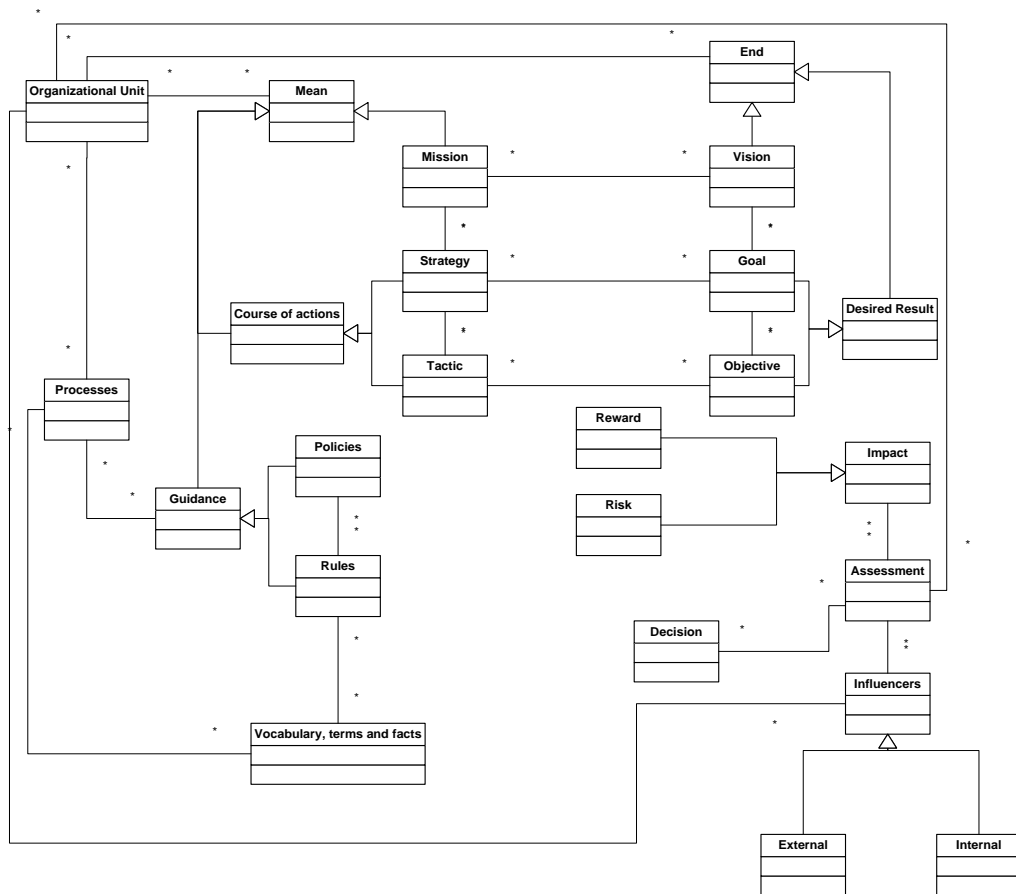 *
*
*
End
Organizational Unit
*
*
Mean
Mission
*
*
Vision
*
*
*
Strategy
*
*
Goal
Course of actions
Desired Result
*
*
*
Tactic
*
*
Objective
Processes
Reward
*
Policies
Impact
*
*
Guidance
Risk
*
*
*
*
*
Rules
Assessment
*
Decision
*
*
*
*
Influencers
*
*
*
Vocabulary, terms and facts
*
External
Internal